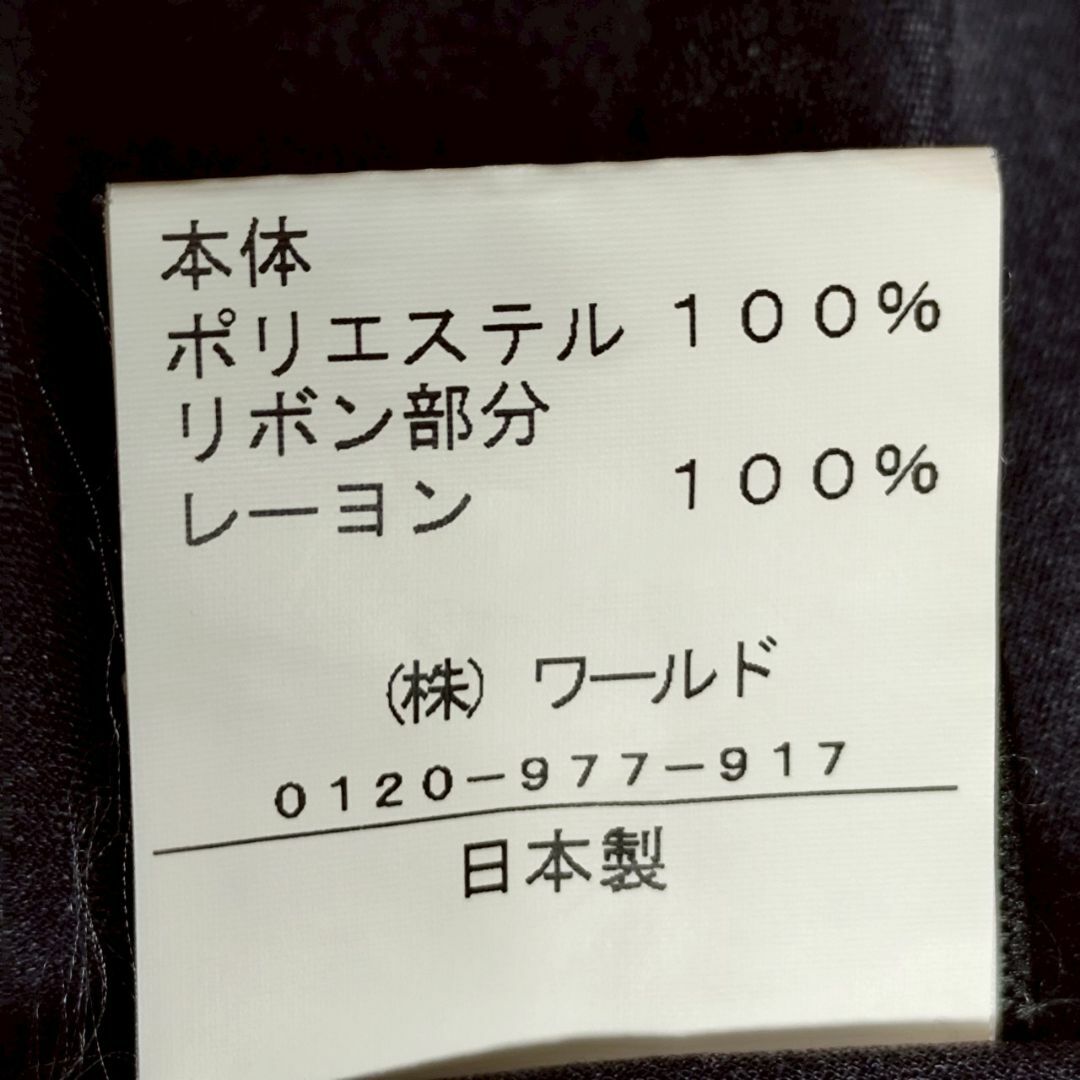 本体
ポリエステル 100%
リボン部分
レーヨン 100%
(株) ワールド
0120-977-917
日本製